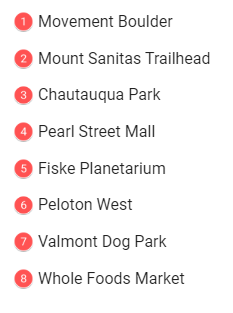 1 Movement Boulder
2 Mount Sanitas Trailhead
3 Chautauqua Park
4 Pearl Street Mall
5 Fiske Planetarium
6 Peloton West
7 Valmont Dog Park
8 Whole Foods Market